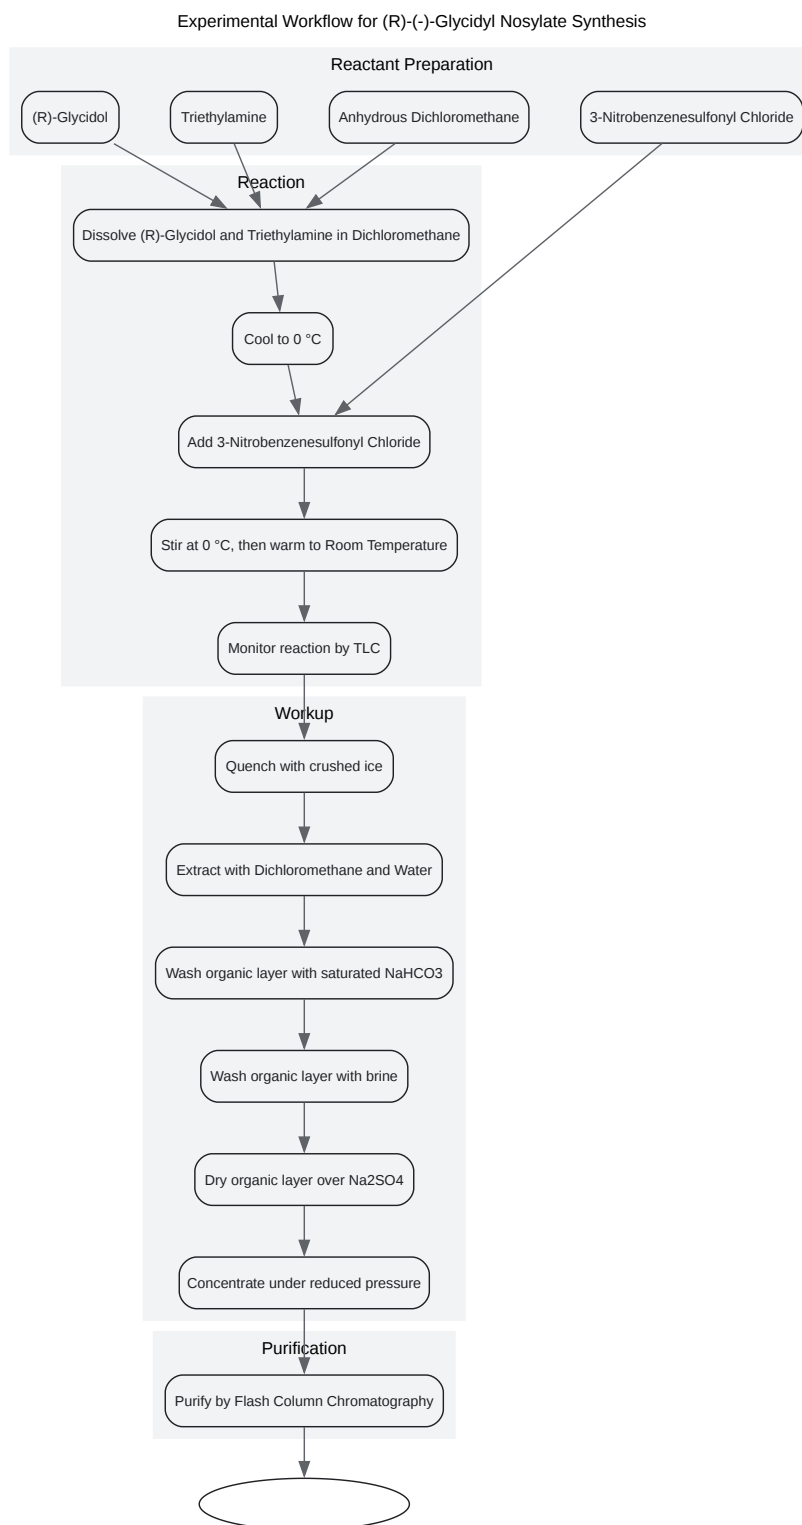 Experimental Workflow for (R)-(-)-Glycidyl Nosylate Synthesis
Reactant Preparation
(R)-Glycidol
Triethylamine
Anhydrous Dichloromethane
3-Nitrobenzenesulfonyl Chloride
Reaction
Dissolve (R)-Glycidol and Triethylamine in Dichloromethane
Cool to 0 °C
Add 3-Nitrobenzenesulfonyl Chloride
Stir at 0 °C, then warm to Room Temperature
Monitor reaction by TLC
Workup
Quench with crushed ice
Extract with Dichloromethane and Water
Wash organic layer with saturated NaHCO3
Wash organic layer with brine
Dry organic layer over Na2SO4
Concentrate under reduced pressure
Purification
Purify by Flash Column Chromatography